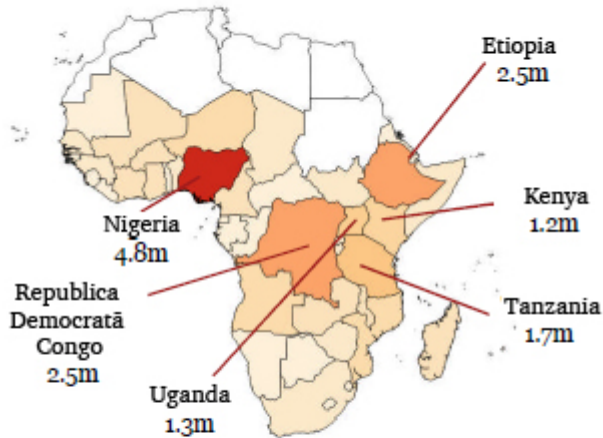 Etiopia
2.5m
Kenya
1.2m
Nigeria
4.8m
Republica
Democrată
Congo
2.5m
Tanzania
1.7m
Uganda
1.3m